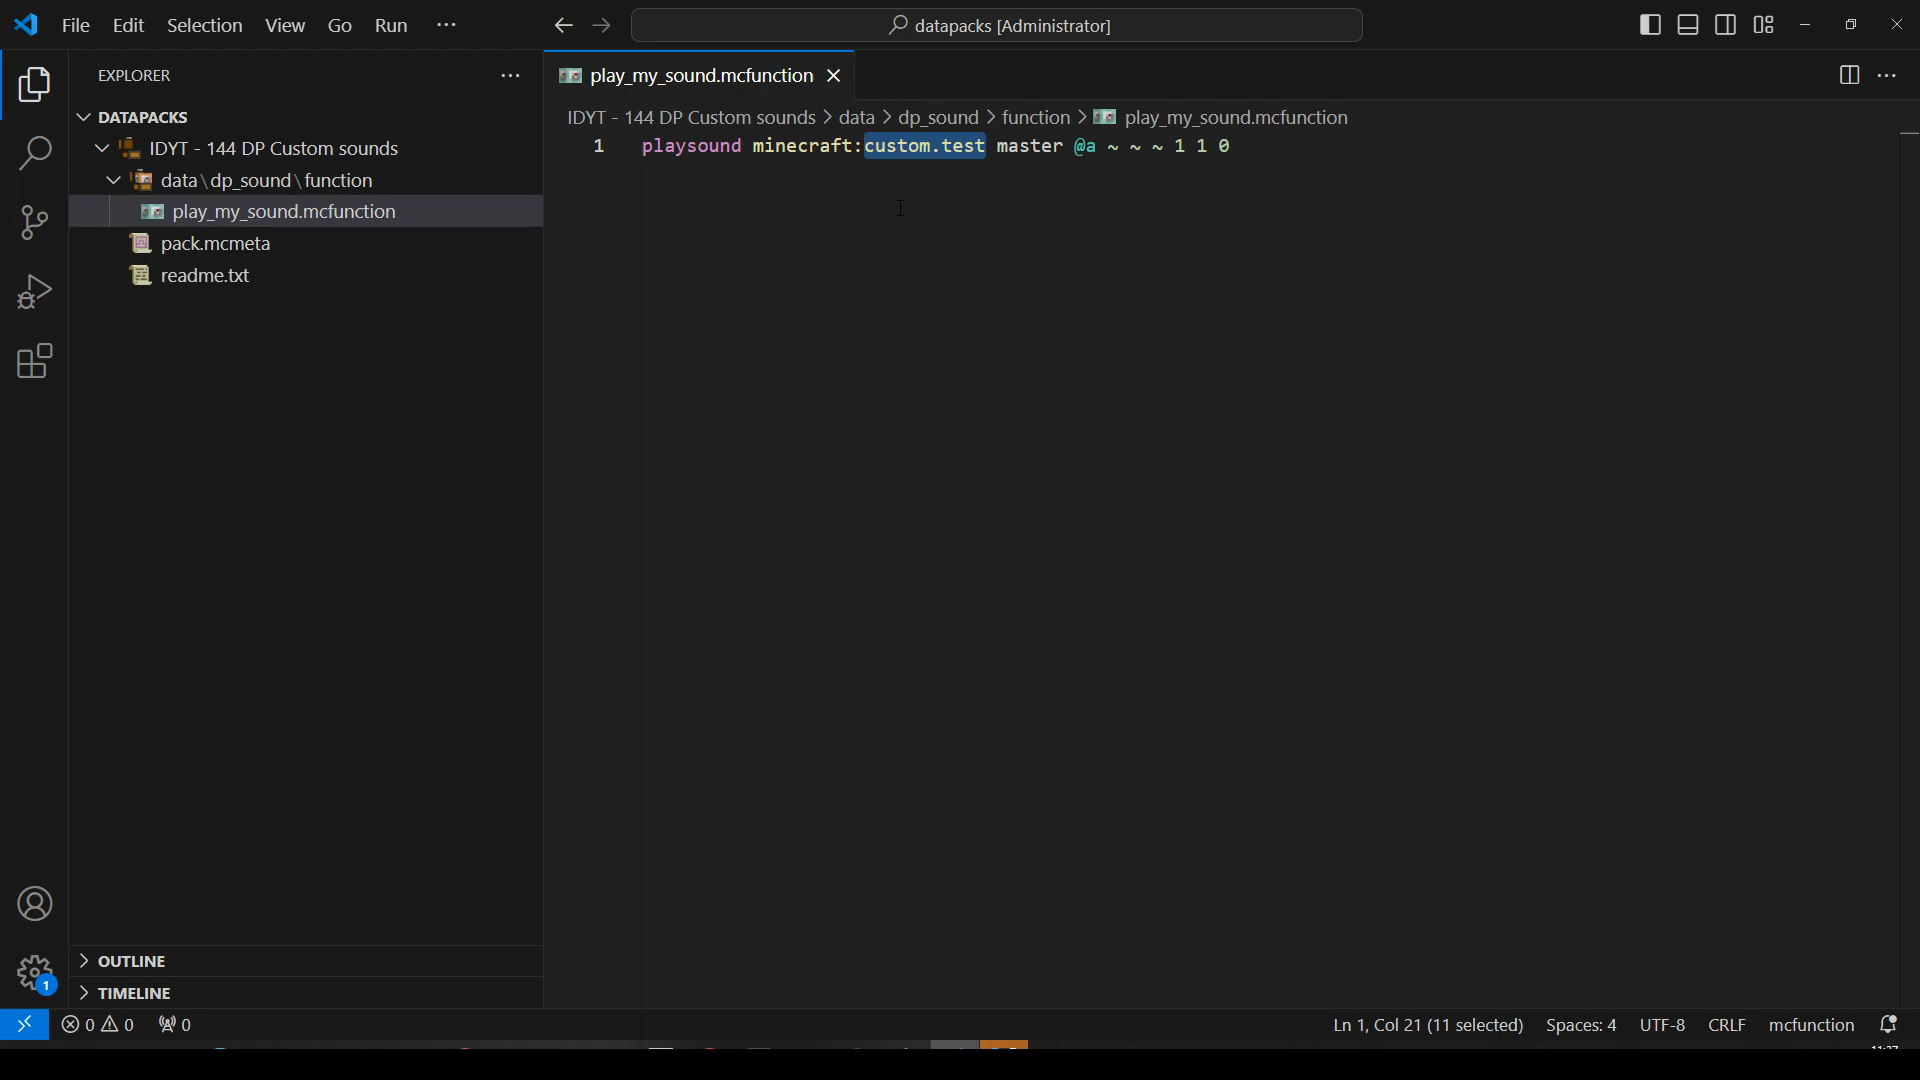 File Edit Selection View Go Run ···
datapacks [Administrator]
EXPLORER
play_my_sound.mcfunction
DATAPACKS
IDYT - 144 DP Custom sounds
data\dp_sound\function
play_my_sound.mcfunction
pack.mcmeta
readme.txt
IDYT - 144 DP Custom sounds > data > dp_sound > function > play_my_sound.mcfunction
1 playsound minecraft:custom.test master @a ~ ~ ~ 1 1 0
1
OUTLINE
TIMELINE
0 0 0
Ln 1, Col 21 (11 selected) Spaces: 4 UTF-8 CRLF mcfunction